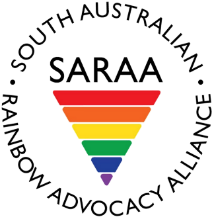 · SOUTH AUSTRALIAN ·
SARAA
RAINBOW ADVOCACY ALLIANCE